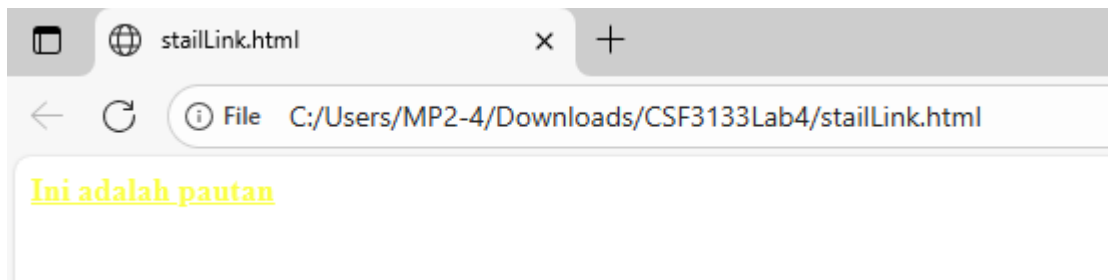 stailLink.html
File C:/Users/MP2-4/Downloads/CSF3133Lab4/stailLink.html
Ini adalah pautan